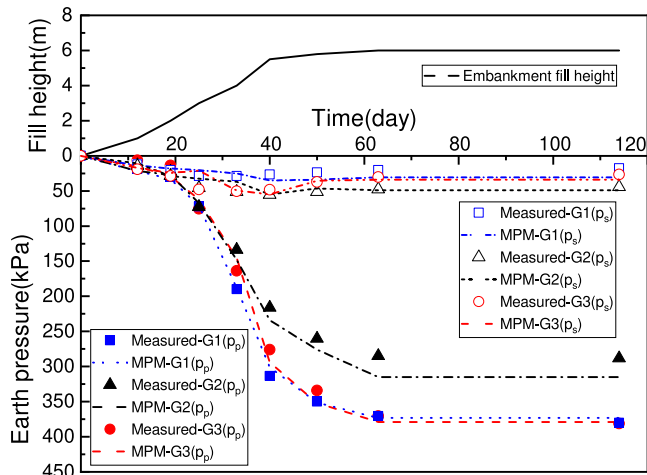 8
6
4
2
0
Fill height(m)
Embankment fill height
Time(day)
0 20 40 60 80 100 120
50
100
150
200
250
300
350
400
450
Earth pressure(kPa)
Measured-G1(pₛ)
MPM-G1(pₛ)
Measured-G2(pₛ)
MPM-G2(pₛ)
Measured-G3(pₛ)
MPM-G3(pₛ)
Measured-G1(pₚ)
MPM-G1(pₚ)
Measured-G2(pₚ)
MPM-G2(pₚ)
Measured-G3(pₚ)
MPM-G3(pₚ)